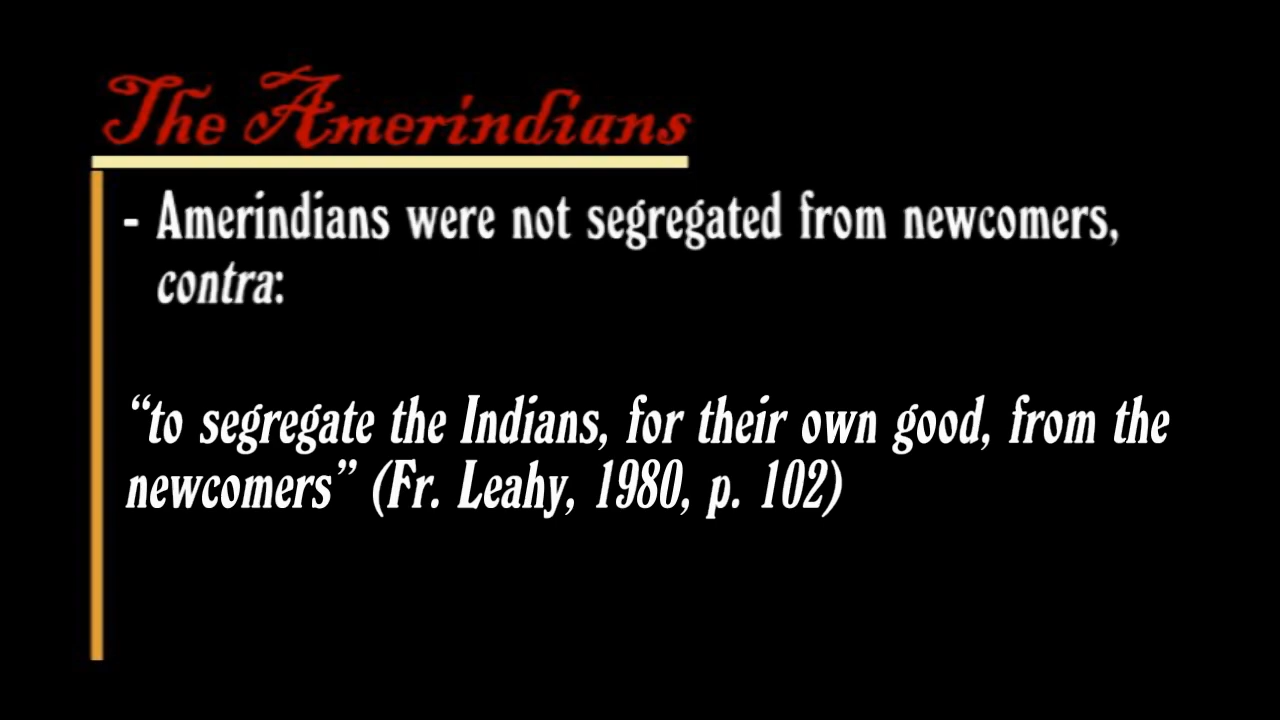 The Amerindians
- Amerindians were not segregated from newcomers,
contra:
“to segregate the Indians, for their own good, from the
newcomers” (Fr. Leahy, 1980, p. 102)